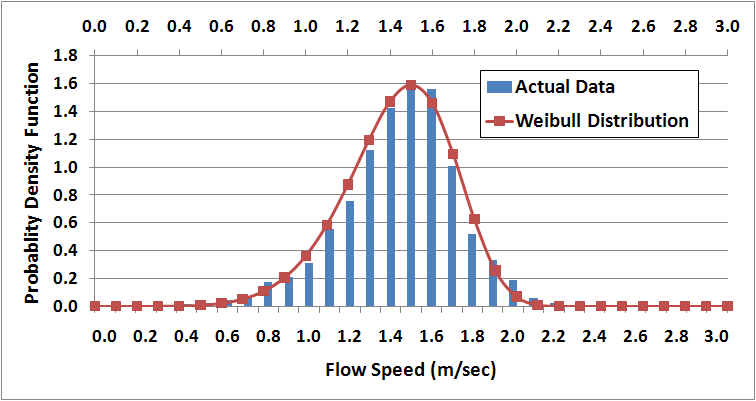 0.0 0.2 0.4 0.6 0.8 1.0 1.2 1.4 1.6 1.8 2.0 2.2 2.4 2.6 2.8 3.0
1.8
1.6
1.4
1.2
1.0
0.8
0.6
0.4
0.2
0.0
Probablity Density Function
Actual Data
Weibull Distribution
0.0 0.2 0.4 0.6 0.8 1.0 1.2 1.4 1.6 1.8 2.0 2.2 2.4 2.6 2.8 3.0
Flow Speed (m/sec)